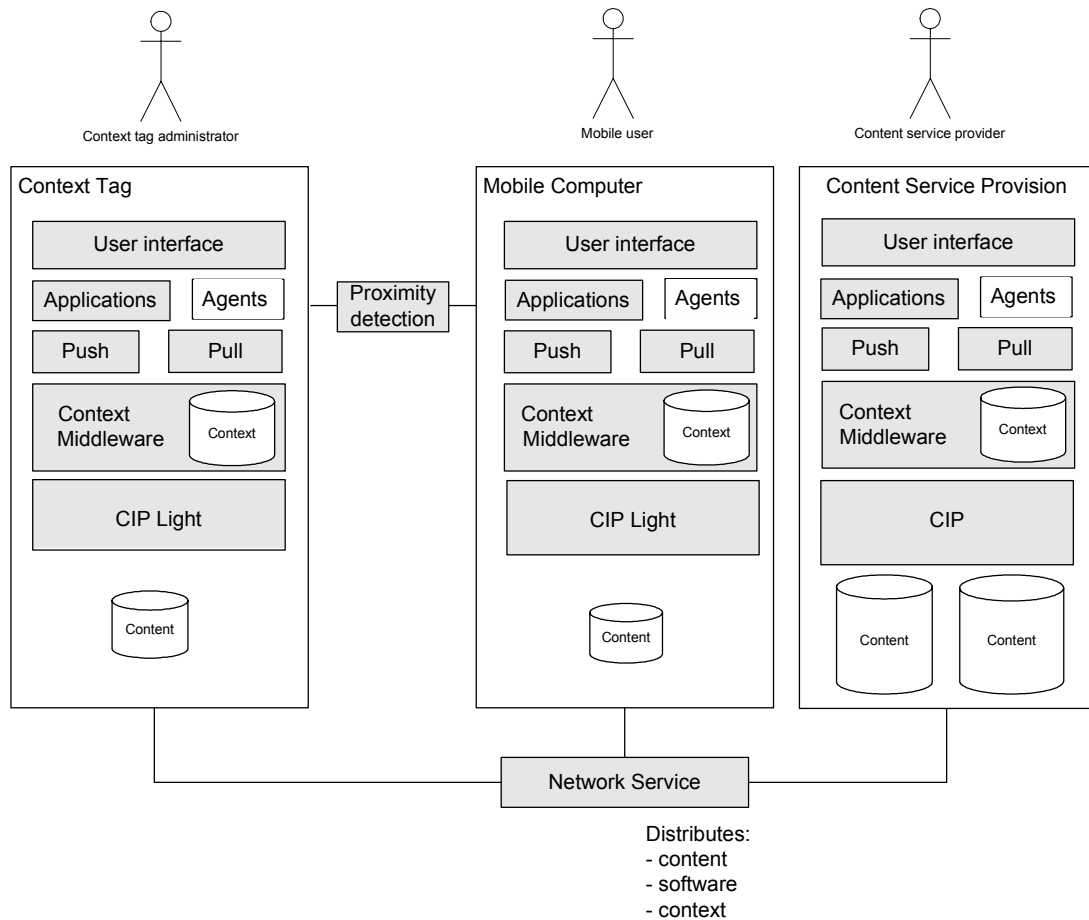 Context tag administrator
Mobile user
Content service provider
Context Tag
User interface
Applications
Agents
Push
Pull
Context
Middleware
Context
CIP Light
Content
Proximity
detection
Mobile Computer
User interface
Applications
Agents
Push
Pull
Context
Middleware
Context
CIP Light
Content
Content Service Provision
User interface
Applications
Agents
Push
Pull
Context
Middleware
Context
CIP
Content
Content
Network Service
Distributes:
- content
- software
- context